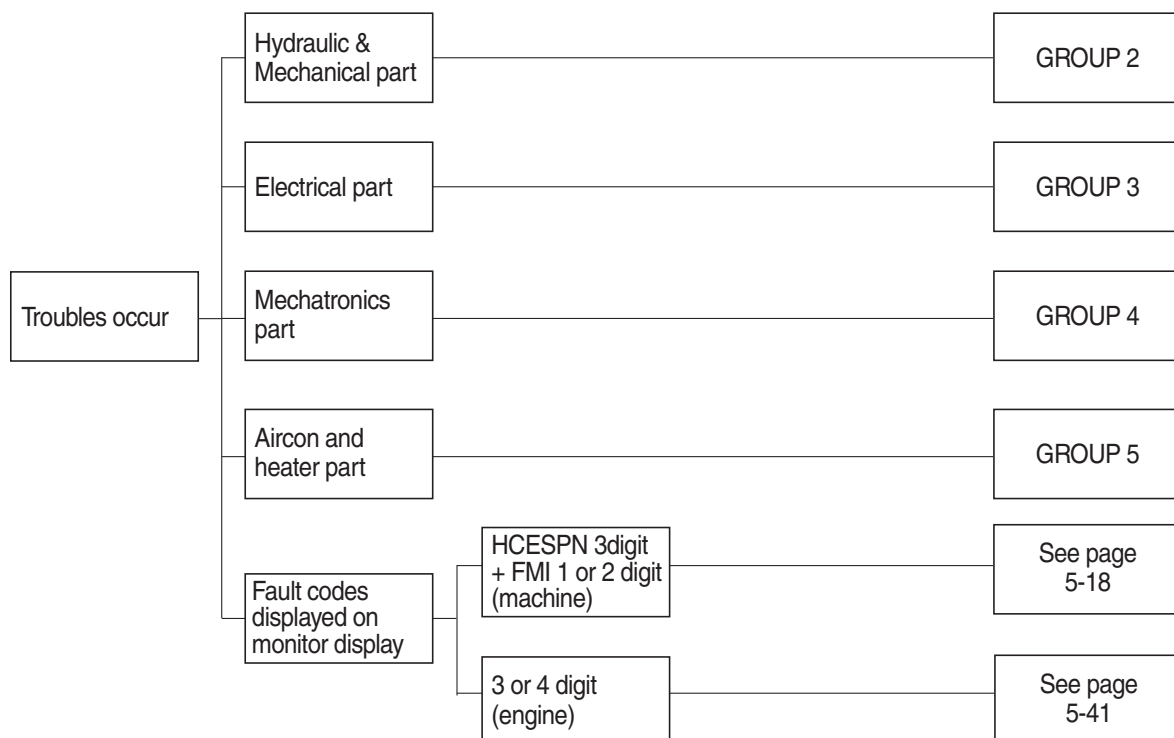 Troubles occur
Hydraulic &
Mechanical part
GROUP 2
Electrical part
GROUP 3
Mechatronics
part
GROUP 4
Aircon and
heater part
GROUP 5
Fault codes
displayed on
monitor display
HCESPN 3digit
+ FMI 1 or 2 digit
(machine)
See page
5-18
3 or 4 digit
(engine)
See page
5-41